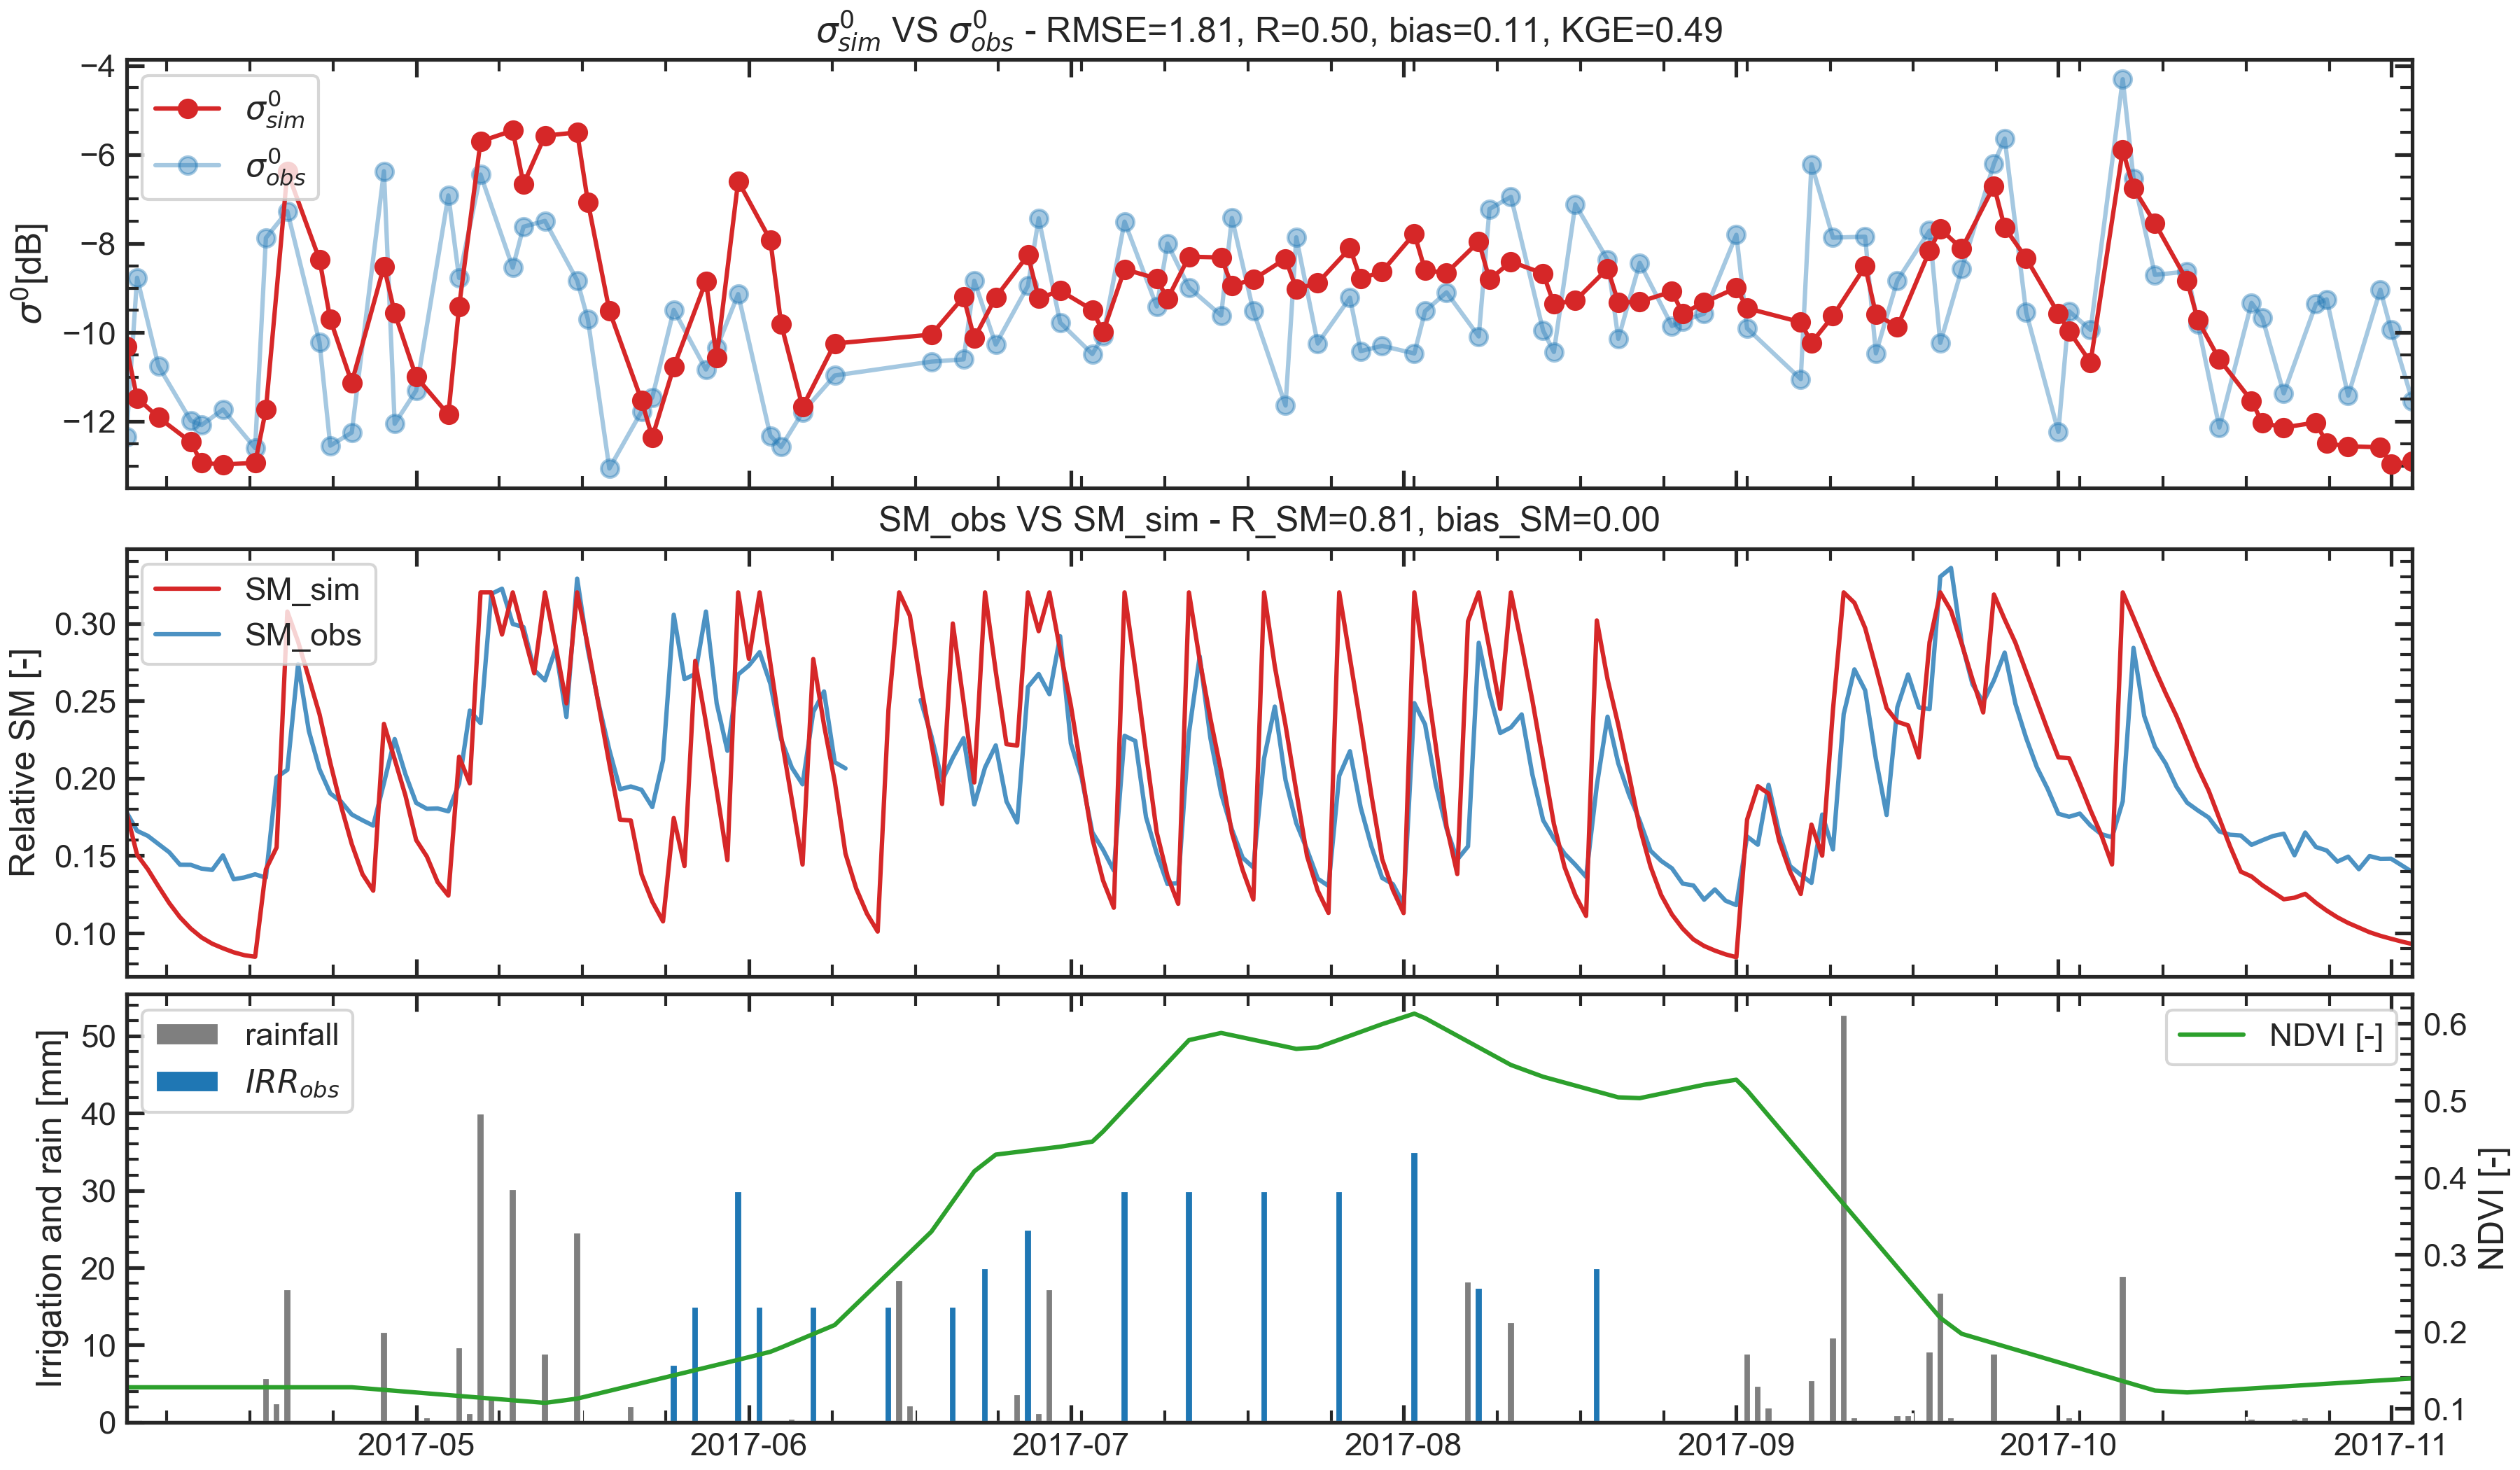 σ⁰sim VS σ⁰obs - RMSE=1.81, R=0.50, bias=0.11, KGE=0.49
σ⁰[dB]
−4
−6
−8
−10
−12
σ⁰sim
σ⁰obs
SM_obs VS SM_sim - R_SM=0.81, bias_SM=0.00
Relative SM [-]
0.30
0.25
0.20
0.15
0.10
SM_sim
SM_obs
Irrigation and rain [mm]
50
40
30
20
10
0
rainfall
IRRobs
NDVI [-]
0.6
0.5
0.4
0.3
0.2
0.1
NDVI [-]
2017-05
2017-06
2017-07
2017-08
2017-09
2017-10
2017-11